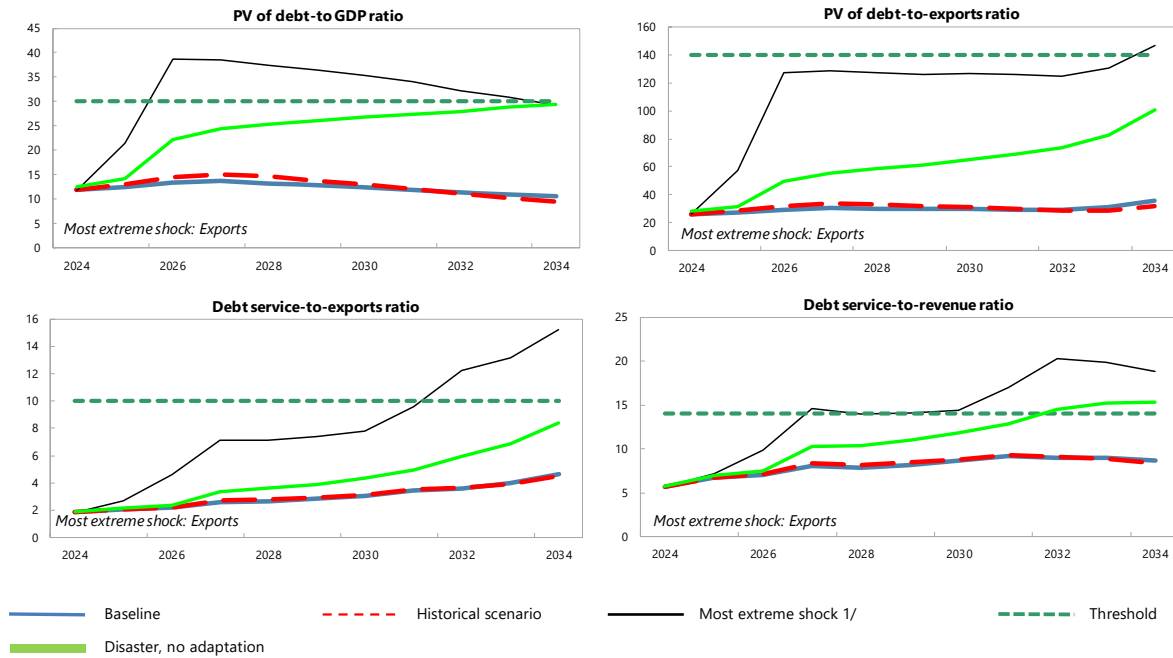 PV of debt-to GDP ratio
45
40
35
30
25
20
15
10
5
0
Most extreme shock: Exports
2024 2026 2028 2030 2032 2034
PV of debt-to-exports ratio
160
140
120
100
80
60
40
20
0
Most extreme shock: Exports
2024 2026 2028 2030 2032 2034
Debt service-to-exports ratio
16
14
12
10
8
6
4
2
0
Most extreme shock: Exports
2024 2026 2028 2030 2032 2034
Debt service-to-revenue ratio
25
20
15
10
5
0
Most extreme shock: Exports
2024 2026 2028 2030 2032 2034
Baseline Historical scenario Most extreme shock 1/ Threshold
Disaster, no adaptation